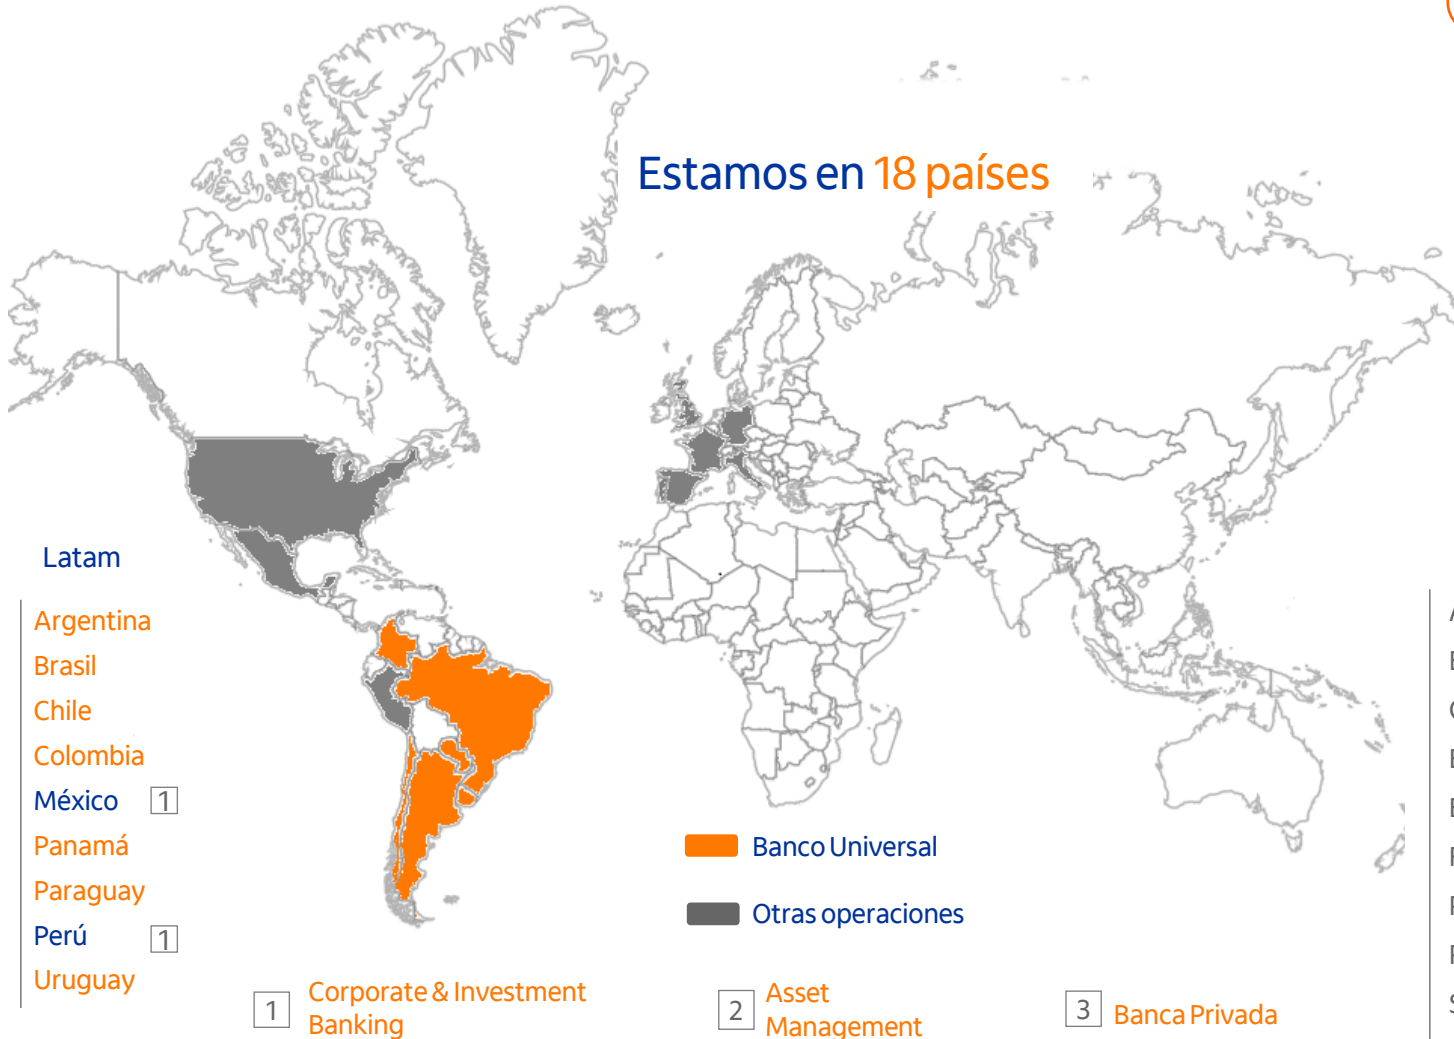 Estamos en 18 países
Latam
Argentina
Brasil
Chile
Colombia
México 1
Panamá
Paraguay
Perú 1
Uruguay
Banco Universal
Otras operaciones
1 Corporate & Investment
Banking
2 Asset
Management
3 Banca Privada